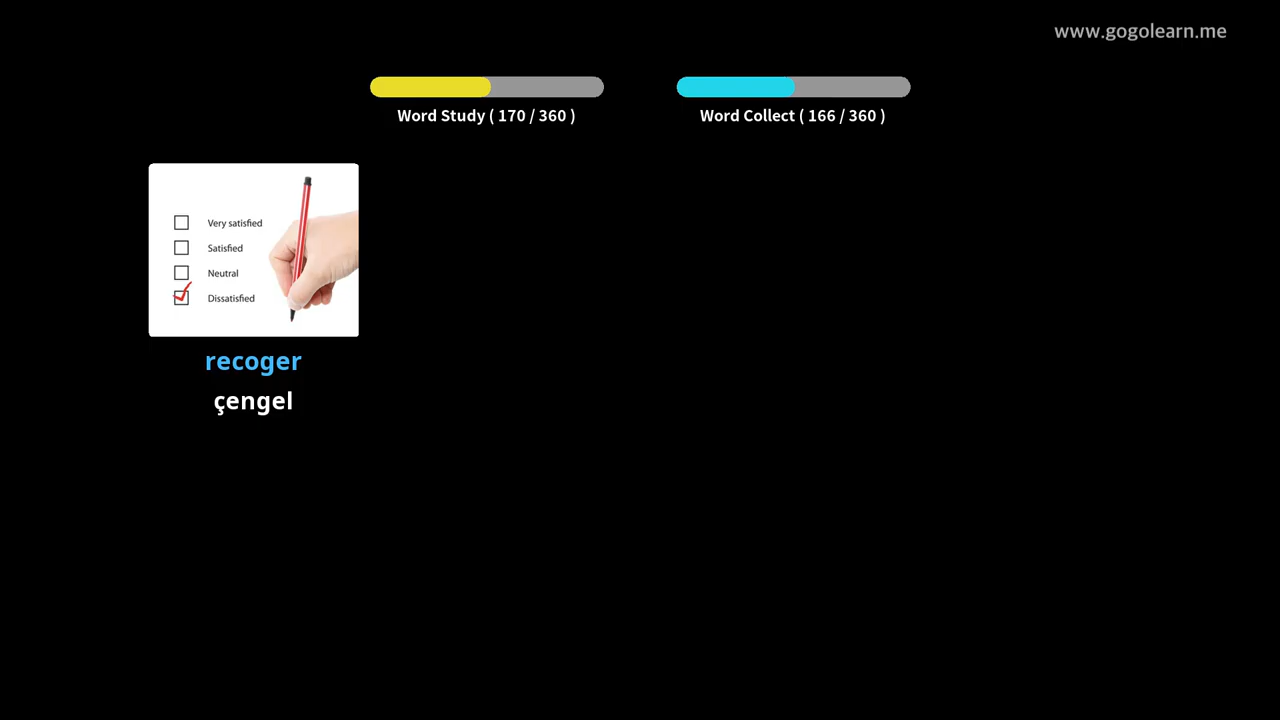 www.gogolearn.me
Word Study ( 170 / 360 )
Word Collect ( 166 / 360 )
Very satisfied
Satisfied
Neutral
Dissatisfied
recoger
çengel